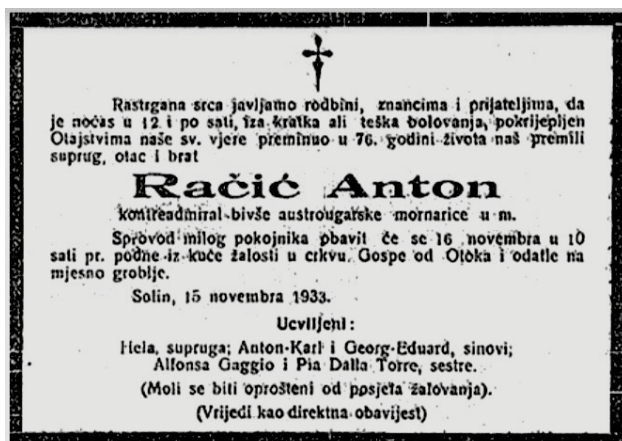 Rastrgana srca javljamo rodbini, znancima i prijateljima, da
je noćas u 12 i po sati, iza kratka ali teška bolovanja, pokrijepljen
Otajstvima naše sv. vjere preminuo u 76. godini života naš premili
suprug, otac i brat
Račić Anton
kontreadmiral bivše austrougarske mornarice u m.
Sprovod milog pokojnika obavit će se 16 novembra u 10
sati pr. podne iz kuće žalosti u crkvu Gospe od Otoka i odatle na
mjesno groblje.
Solin, 15 novembra 1933.
Ucviljeni:
Hela, supruga; Anton-Karl i Georg-Eduard, sinovi;
Alfonsa Gaggio i Pia Dalla Torre, sestre.
(Moli se biti oprošteni od posjeta žalovanja).
(Vrijedi kao direktna obavijest)